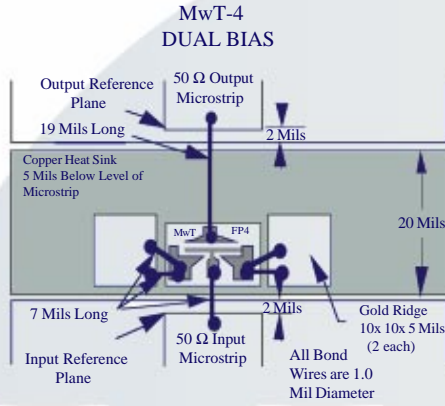 MwT-4
DUAL BIAS
Output Reference
Plane
50 Ω Output
Microstrip
19 Mils Long
2 Mils
Copper Heat Sink
5 Mils Below Level of
Microstrip
20 Mils
MwT
FP4
7 Mils Long
2 Mils
Gold Ridge
10x 10x 5 Mils
(2 each)
Input Reference
Plane
50 Ω Input
Microstrip
All Bond
Wires are 1.0
Mil Diameter